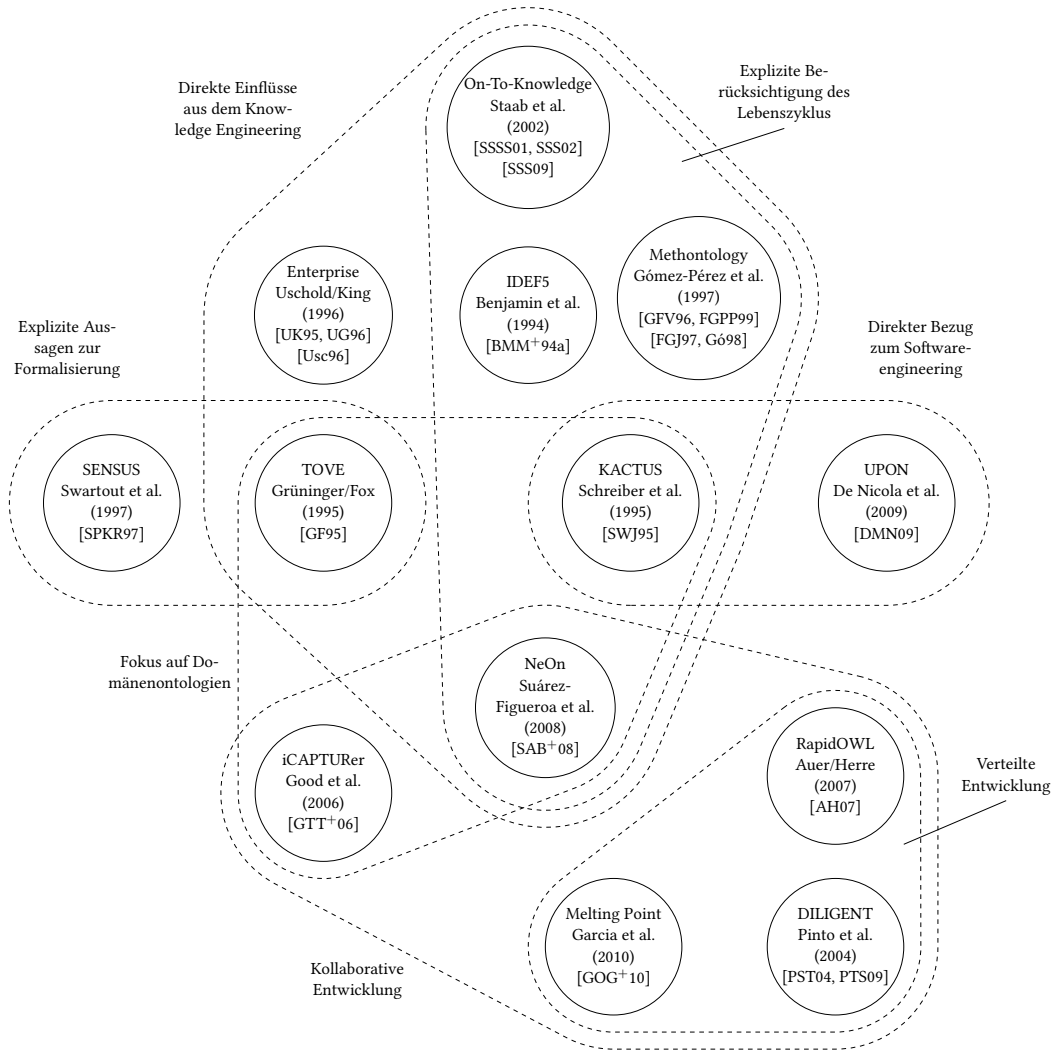 Direkte Einflüsse
aus dem Know-
ledge Engineering
On-To-Knowledge
Staab et al.
(2002)
[SSSS01, SSS02]
[SSS09]
Explizite Be-
rücksichtigung des
Lebenszyklus
Enterprise
Uschold/King
(1996)
[UK95, UG96]
[Usc96]
IDEF5
Benjamin et al.
(1994)
[BMM+94a]
Methontology
Gómez-Pérez et al.
(1997)
[GFV96, FGPP99]
[FGJ97, Gó98]
Explizite Aus-
sagen zur
Formalisierung
Direkter Bezug
zum Software-
engineering
SENSUS
Swartout et al.
(1997)
[SPKR97]
TOVE
Grüninger/Fox
(1995)
[GF95]
KACTUS
Schreiber et al.
(1995)
[SWJ95]
UPON
De Nicola et al.
(2009)
[DMN09]
Fokus auf Do-
mänenontologien
NeOn
Suárez-
Figueroa et al.
(2008)
[SAB+08]
iCAPTURer
Good et al.
(2006)
[GTT+06]
RapidOWL
Auer/Herre
(2007)
[AH07]
Verteilte
Entwicklung
Kollaborative
Entwicklung
Melting Point
Garcia et al.
(2010)
[GOG+10]
DILIGENT
Pinto et al.
(2004)
[PST04, PTS09]